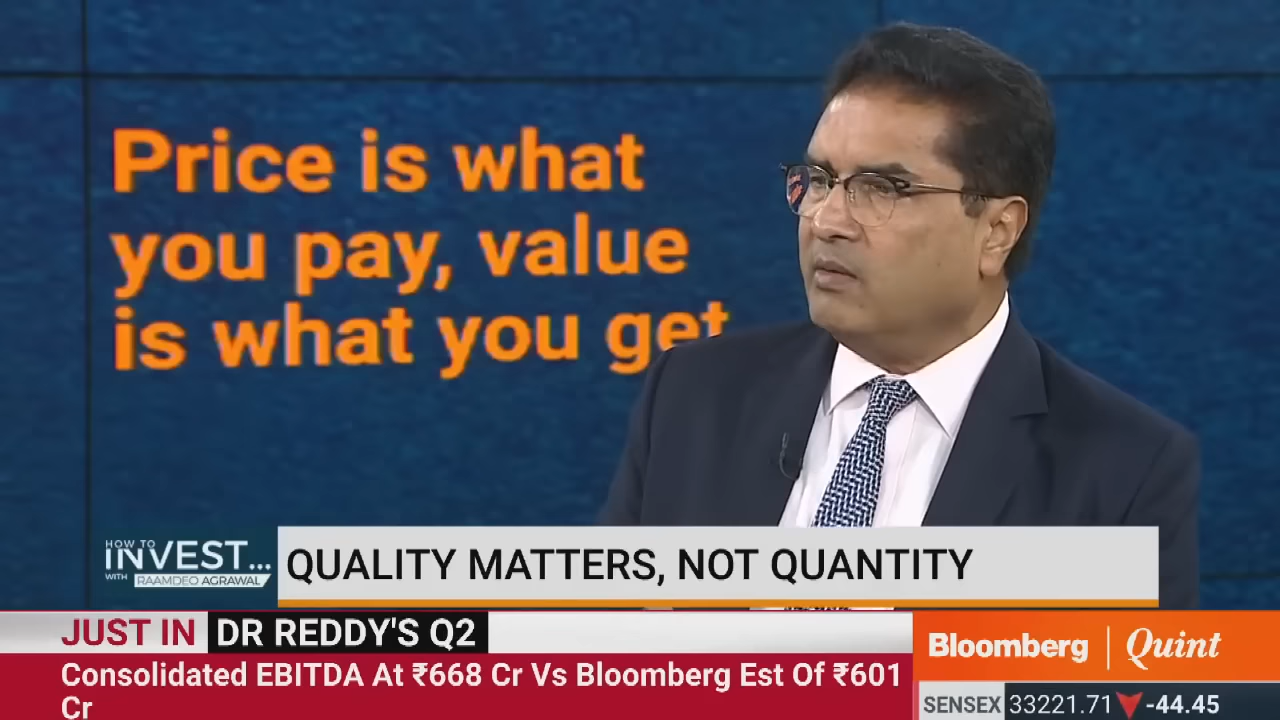 Price is what
you pay, value
is what you get
HOW TO
INVEST...
WITH RAAMDEO AGRAWAL
QUALITY MATTERS, NOT QUANTITY
JUST IN DR REDDY'S Q2
Consolidated EBITDA At ₹668 Cr Vs Bloomberg Est Of ₹601
Cr
Bloomberg | Quint
SENSEX 33221.71 -44.45